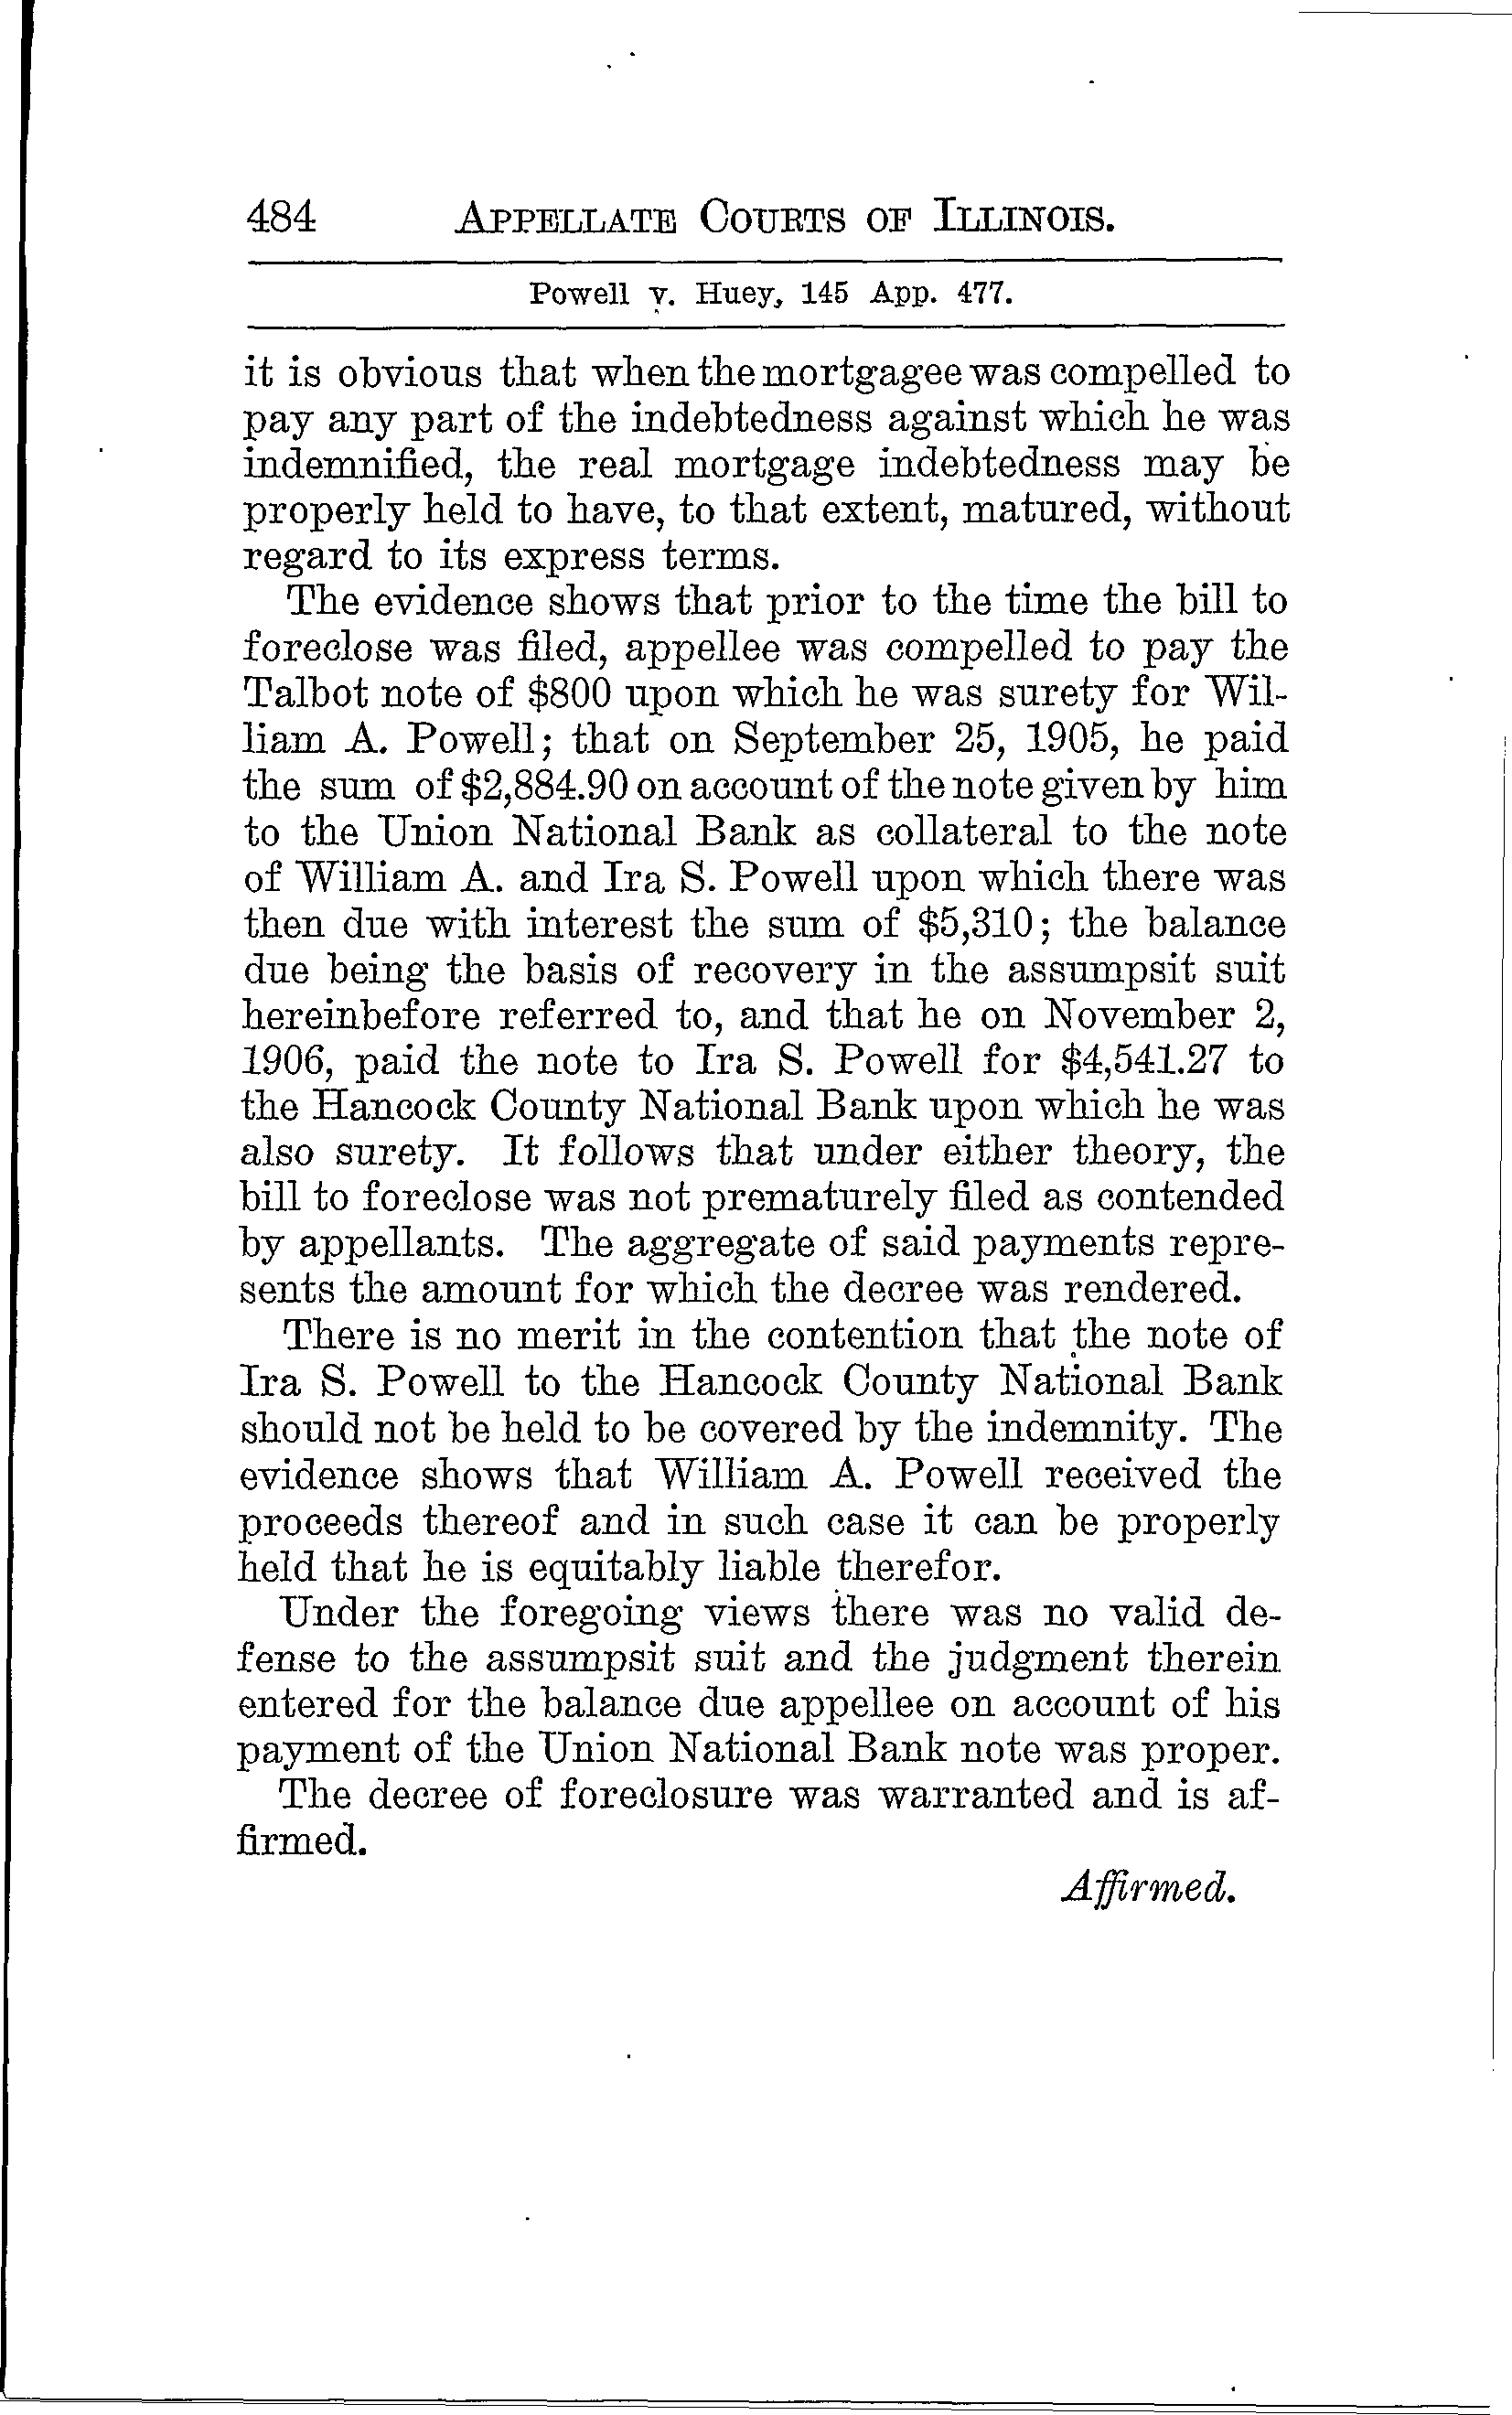 484 APPELLATE COURTS OF ILLINOIS.
Powell v. Huey, 145 App. 477.
it is obvious that when the mortgagee was compelled to
pay any part of the indebtedness against which he was
indemnified, the real mortgage indebtedness may be
properly held to have, to that extent, matured, without
regard to its express terms.
The evidence shows that prior to the time the bill to
foreclose was filed, appellee was compelled to pay the
Talbot note of $800 upon which he was surety for Wil-
liam A. Powell; that on September 25, 1905, he paid
the sum of $2,884.90 on account of the note given by him
to the Union National Bank as collateral to the note
of William A. and Ira S. Powell upon which there was
then due with interest the sum of $5,310; the balance
due being the basis of recovery in the assumpsit suit
hereinbefore referred to, and that he on November 2,
1906, paid the note to Ira S. Powell for $4,541.27 to
the Hancock County National Bank upon which he was
also surety. It follows that under either theory, the
bill to foreclose was not prematurely filed as contended
by appellants. The aggregate of said payments repre-
sents the amount for which the decree was rendered.
There is no merit in the contention that the note of
Ira S. Powell to the Hancock County National Bank
should not be held to be covered by the indemnity. The
evidence shows that William A. Powell received the
proceeds thereof and in such case it can be properly
held that he is equitably liable therefor.
Under the foregoing views there was no valid de-
fense to the assumpsit suit and the judgment therein
entered for the balance due appellee on account of his
payment of the Union National Bank note was proper.
The decree of foreclosure was warranted and is af-
firmed.
Affirmed.